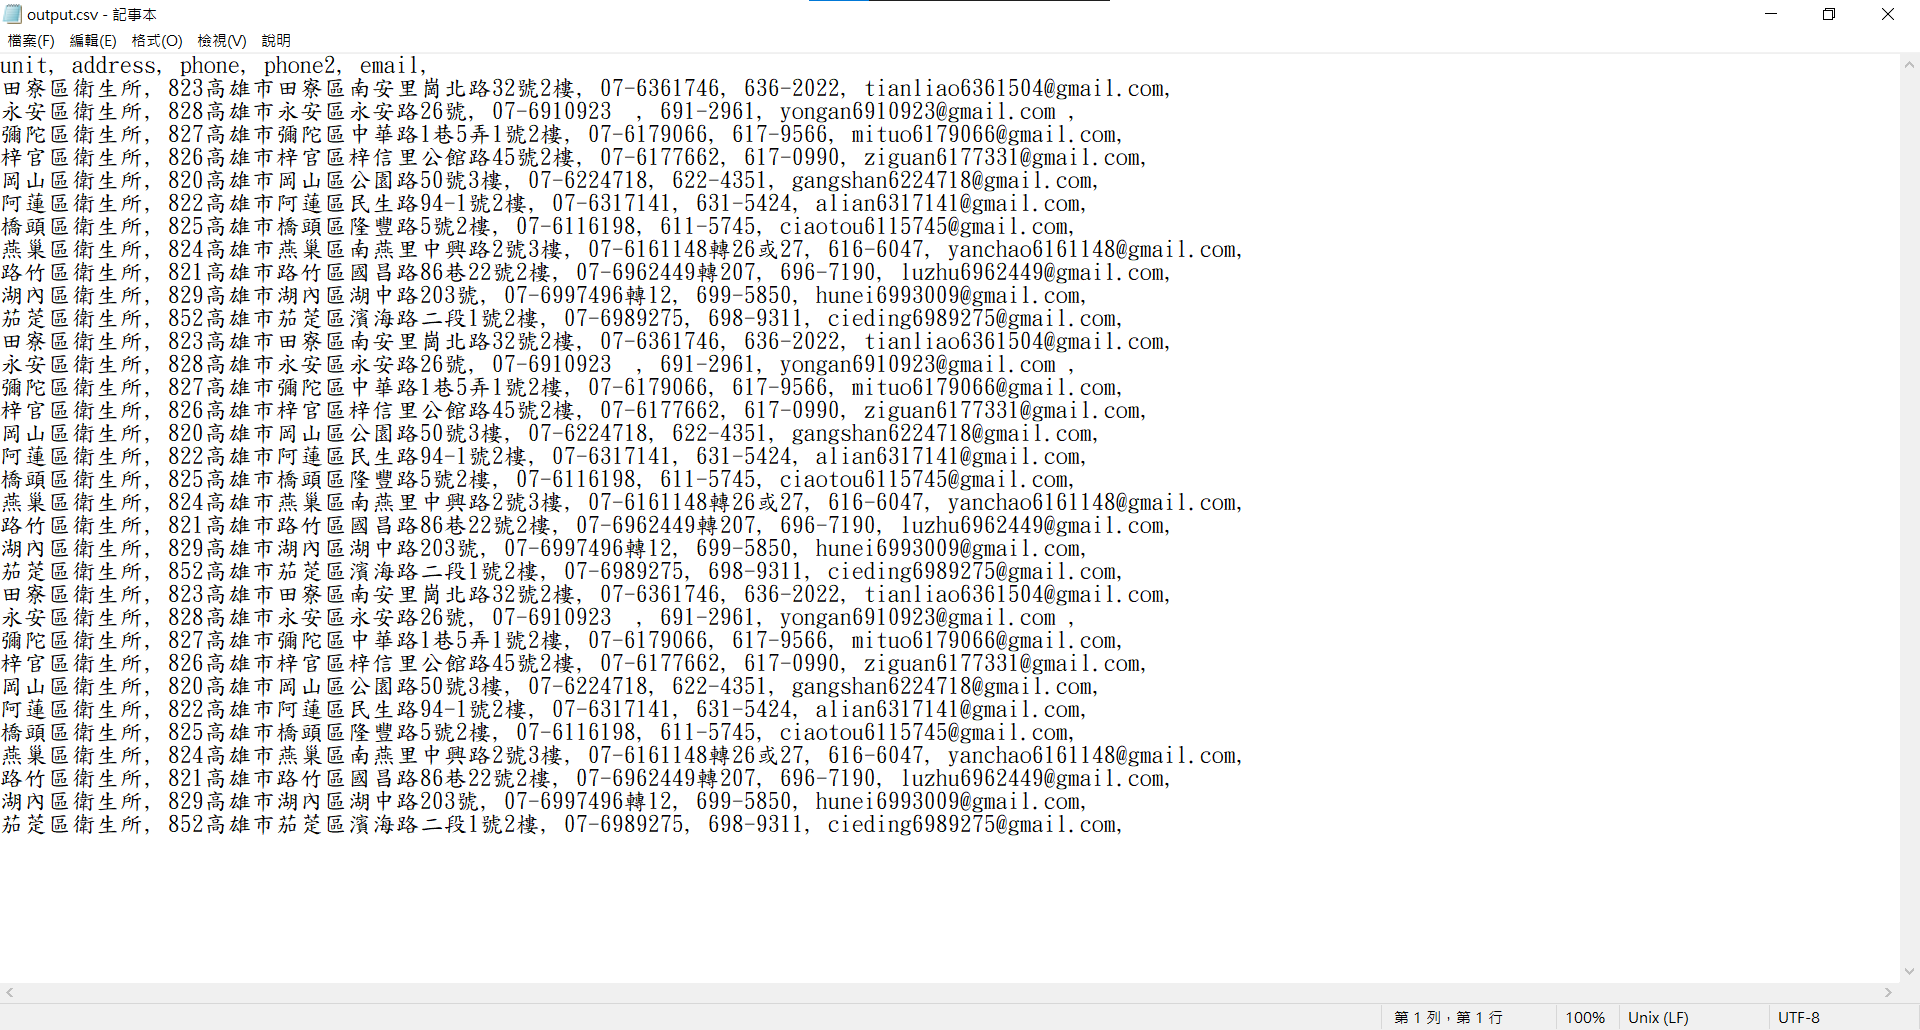 output.csv - 記事本
檔案(F) 編輯(E) 格式(O) 檢視(V) 說明
unit, address, phone, phone2, email,
田寮區衛生所, 823高雄市田寮區南安里崗北路32號2樓, 07-6361746, 636-2022, tianliao6361504@gmail.com,
永安區衛生所, 828高雄市永安區永安路26號, 07-6910923  , 691-2961, yongan6910923@gmail.com ,
彌陀區衛生所, 827高雄市彌陀區中華路1巷5弄1號2樓, 07-6179066, 617-9566, mituo6179066@gmail.com,
梓官區衛生所, 826高雄市梓官區梓信里公館路45號2樓, 07-6177662, 617-0990, ziguan6177331@gmail.com,
岡山區衛生所, 820高雄市岡山區公園路50號3樓, 07-6224718, 622-4351, gangshan6224718@gmail.com,
阿蓮區衛生所, 822高雄市阿蓮區民生路94-1號2樓, 07-6317141, 631-5424, alian6317141@gmail.com,
橋頭區衛生所, 825高雄市橋頭區隆豐路5號2樓, 07-6116198, 611-5745, ciaotou6115745@gmail.com,
燕巢區衛生所, 824高雄市燕巢區南燕里中興路2號3樓, 07-6161148轉26或27, 616-6047, yanchao6161148@gmail.com,
路竹區衛生所, 821高雄市路竹區國昌路86巷22號2樓, 07-6962449轉207, 696-7190, luzhu6962449@gmail.com,
湖內區衛生所, 829高雄市湖內區湖中路203號, 07-6997496轉12, 699-5850, hunei6993009@gmail.com,
茄萣區衛生所, 852高雄市茄萣區濱海路二段1號2樓, 07-6989275, 698-9311, cieding6989275@gmail.com,
田寮區衛生所, 823高雄市田寮區南安里崗北路32號2樓, 07-6361746, 636-2022, tianliao6361504@gmail.com,
永安區衛生所, 828高雄市永安區永安路26號, 07-6910923  , 691-2961, yongan6910923@gmail.com ,
彌陀區衛生所, 827高雄市彌陀區中華路1巷5弄1號2樓, 07-6179066, 617-9566, mituo6179066@gmail.com,
梓官區衛生所, 826高雄市梓官區梓信里公館路45號2樓, 07-6177662, 617-0990, ziguan6177331@gmail.com,
岡山區衛生所, 820高雄市岡山區公園路50號3樓, 07-6224718, 622-4351, gangshan6224718@gmail.com,
阿蓮區衛生所, 822高雄市阿蓮區民生路94-1號2樓, 07-6317141, 631-5424, alian6317141@gmail.com,
橋頭區衛生所, 825高雄市橋頭區隆豐路5號2樓, 07-6116198, 611-5745, ciaotou6115745@gmail.com,
燕巢區衛生所, 824高雄市燕巢區南燕里中興路2號3樓, 07-6161148轉26或27, 616-6047, yanchao6161148@gmail.com,
路竹區衛生所, 821高雄市路竹區國昌路86巷22號2樓, 07-6962449轉207, 696-7190, luzhu6962449@gmail.com,
湖內區衛生所, 829高雄市湖內區湖中路203號, 07-6997496轉12, 699-5850, hunei6993009@gmail.com,
茄萣區衛生所, 852高雄市茄萣區濱海路二段1號2樓, 07-6989275, 698-9311, cieding6989275@gmail.com,
田寮區衛生所, 823高雄市田寮區南安里崗北路32號2樓, 07-6361746, 636-2022, tianliao6361504@gmail.com,
永安區衛生所, 828高雄市永安區永安路26號, 07-6910923  , 691-2961, yongan6910923@gmail.com ,
彌陀區衛生所, 827高雄市彌陀區中華路1巷5弄1號2樓, 07-6179066, 617-9566, mituo6179066@gmail.com,
梓官區衛生所, 826高雄市梓官區梓信里公館路45號2樓, 07-6177662, 617-0990, ziguan6177331@gmail.com,
岡山區衛生所, 820高雄市岡山區公園路50號3樓, 07-6224718, 622-4351, gangshan6224718@gmail.com,
阿蓮區衛生所, 822高雄市阿蓮區民生路94-1號2樓, 07-6317141, 631-5424, alian6317141@gmail.com,
橋頭區衛生所, 825高雄市橋頭區隆豐路5號2樓, 07-6116198, 611-5745, ciaotou6115745@gmail.com,
燕巢區衛生所, 824高雄市燕巢區南燕里中興路2號3樓, 07-6161148轉26或27, 616-6047, yanchao6161148@gmail.com,
路竹區衛生所, 821高雄市路竹區國昌路86巷22號2樓, 07-6962449轉207, 696-7190, luzhu6962449@gmail.com,
湖內區衛生所, 829高雄市湖內區湖中路203號, 07-6997496轉12, 699-5850, hunei6993009@gmail.com,
茄萣區衛生所, 852高雄市茄萣區濱海路二段1號2樓, 07-6989275, 698-9311, cieding6989275@gmail.com,
第 1 列，第 1 行 100% Unix (LF) UTF-8